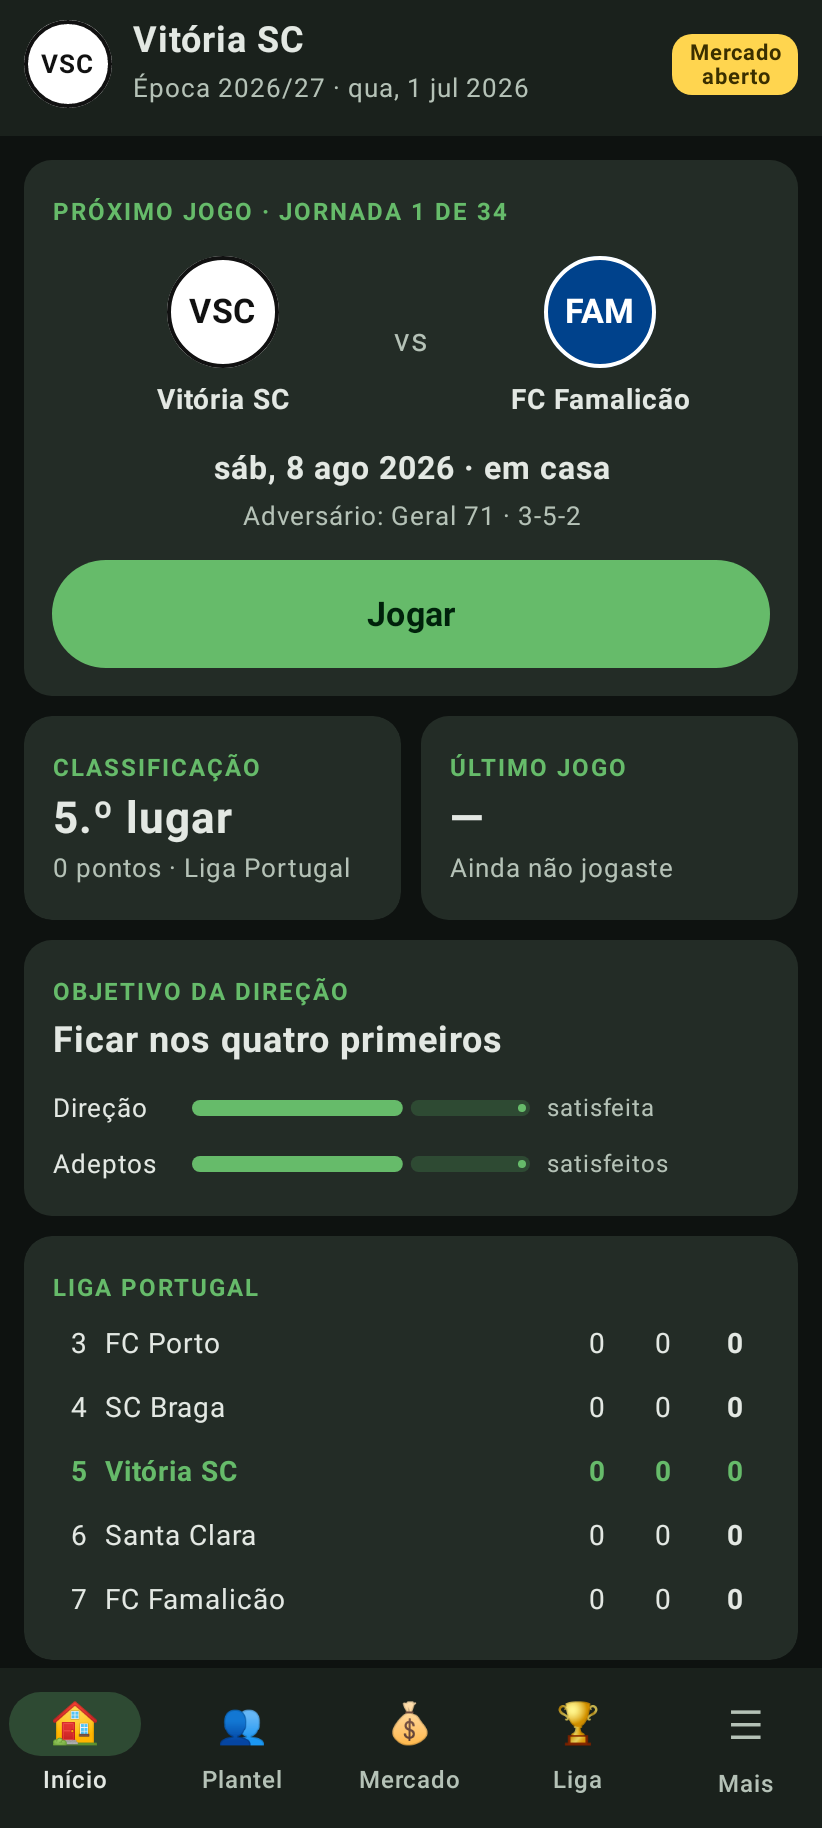 VSC
Vitória SC
Época 2026/27 · qua, 1 jul 2026
Mercado
aberto
PRÓXIMO JOGO · JORNADA 1 DE 34
VSC
vs
FAM
Vitória SC
FC Famalicão
sáb, 8 ago 2026 · em casa
Adversário: Geral 71 · 3-5-2
Jogar
CLASSIFICAÇÃO
5.º lugar
0 pontos · Liga Portugal
ÚLTIMO JOGO
—
Ainda não jogaste
OBJETIVO DA DIREÇÃO
Ficar nos quatro primeiros
Direção satisfeita
Adeptos satisfeitos
LIGA PORTUGAL
3 FC Porto 0 0 0
4 SC Braga 0 0 0
5 Vitória SC 0 0 0
6 Santa Clara 0 0 0
7 FC Famalicão 0 0 0
Início
Plantel
Mercado
Liga
Mais